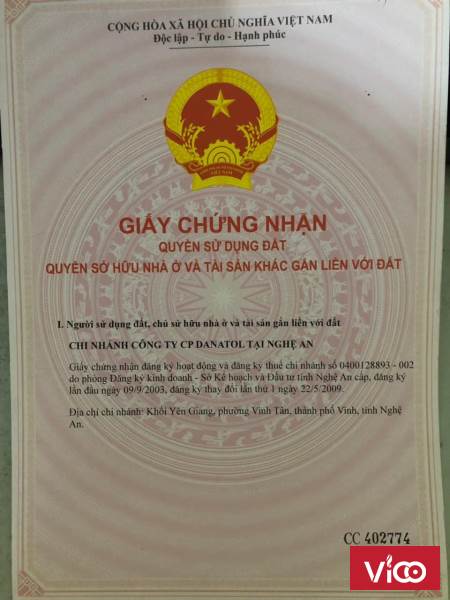 CỘNG HÒA XÃ HỘI CHỦ NGHĨA VIỆT NAM
Độc lập - Tự do - Hạnh phúc
GIẤY CHỨNG NHẬN
QUYỀN SỬ DỤNG ĐẤT
QUYỀN SỞ HỮU NHÀ Ở VÀ TÀI SẢN KHÁC GẮN LIỀN VỚI ĐẤT
I. Người sử dụng đất, chủ sở hữu nhà ở và tài sản gắn liền với đất
CHI NHÁNH CÔNG TY CP DANATOL TẠI NGHỆ AN
Giấy chứng nhận đăng ký hoạt động và đăng ký thuế chi nhánh số 0400128893 - 002
do phòng Đăng ký kinh doanh - Sở Kế hoạch và Đầu tư tỉnh Nghệ An cấp, đăng ký
lần đầu ngày 09/9/2003, đăng ký thay đổi lần thứ 1 ngày 22/5/2009.
Địa chỉ chi nhánh: Khối Yên Giang, phường Vinh Tân, thành phố Vinh, tỉnh Nghệ
An.
CC 402774
Vico